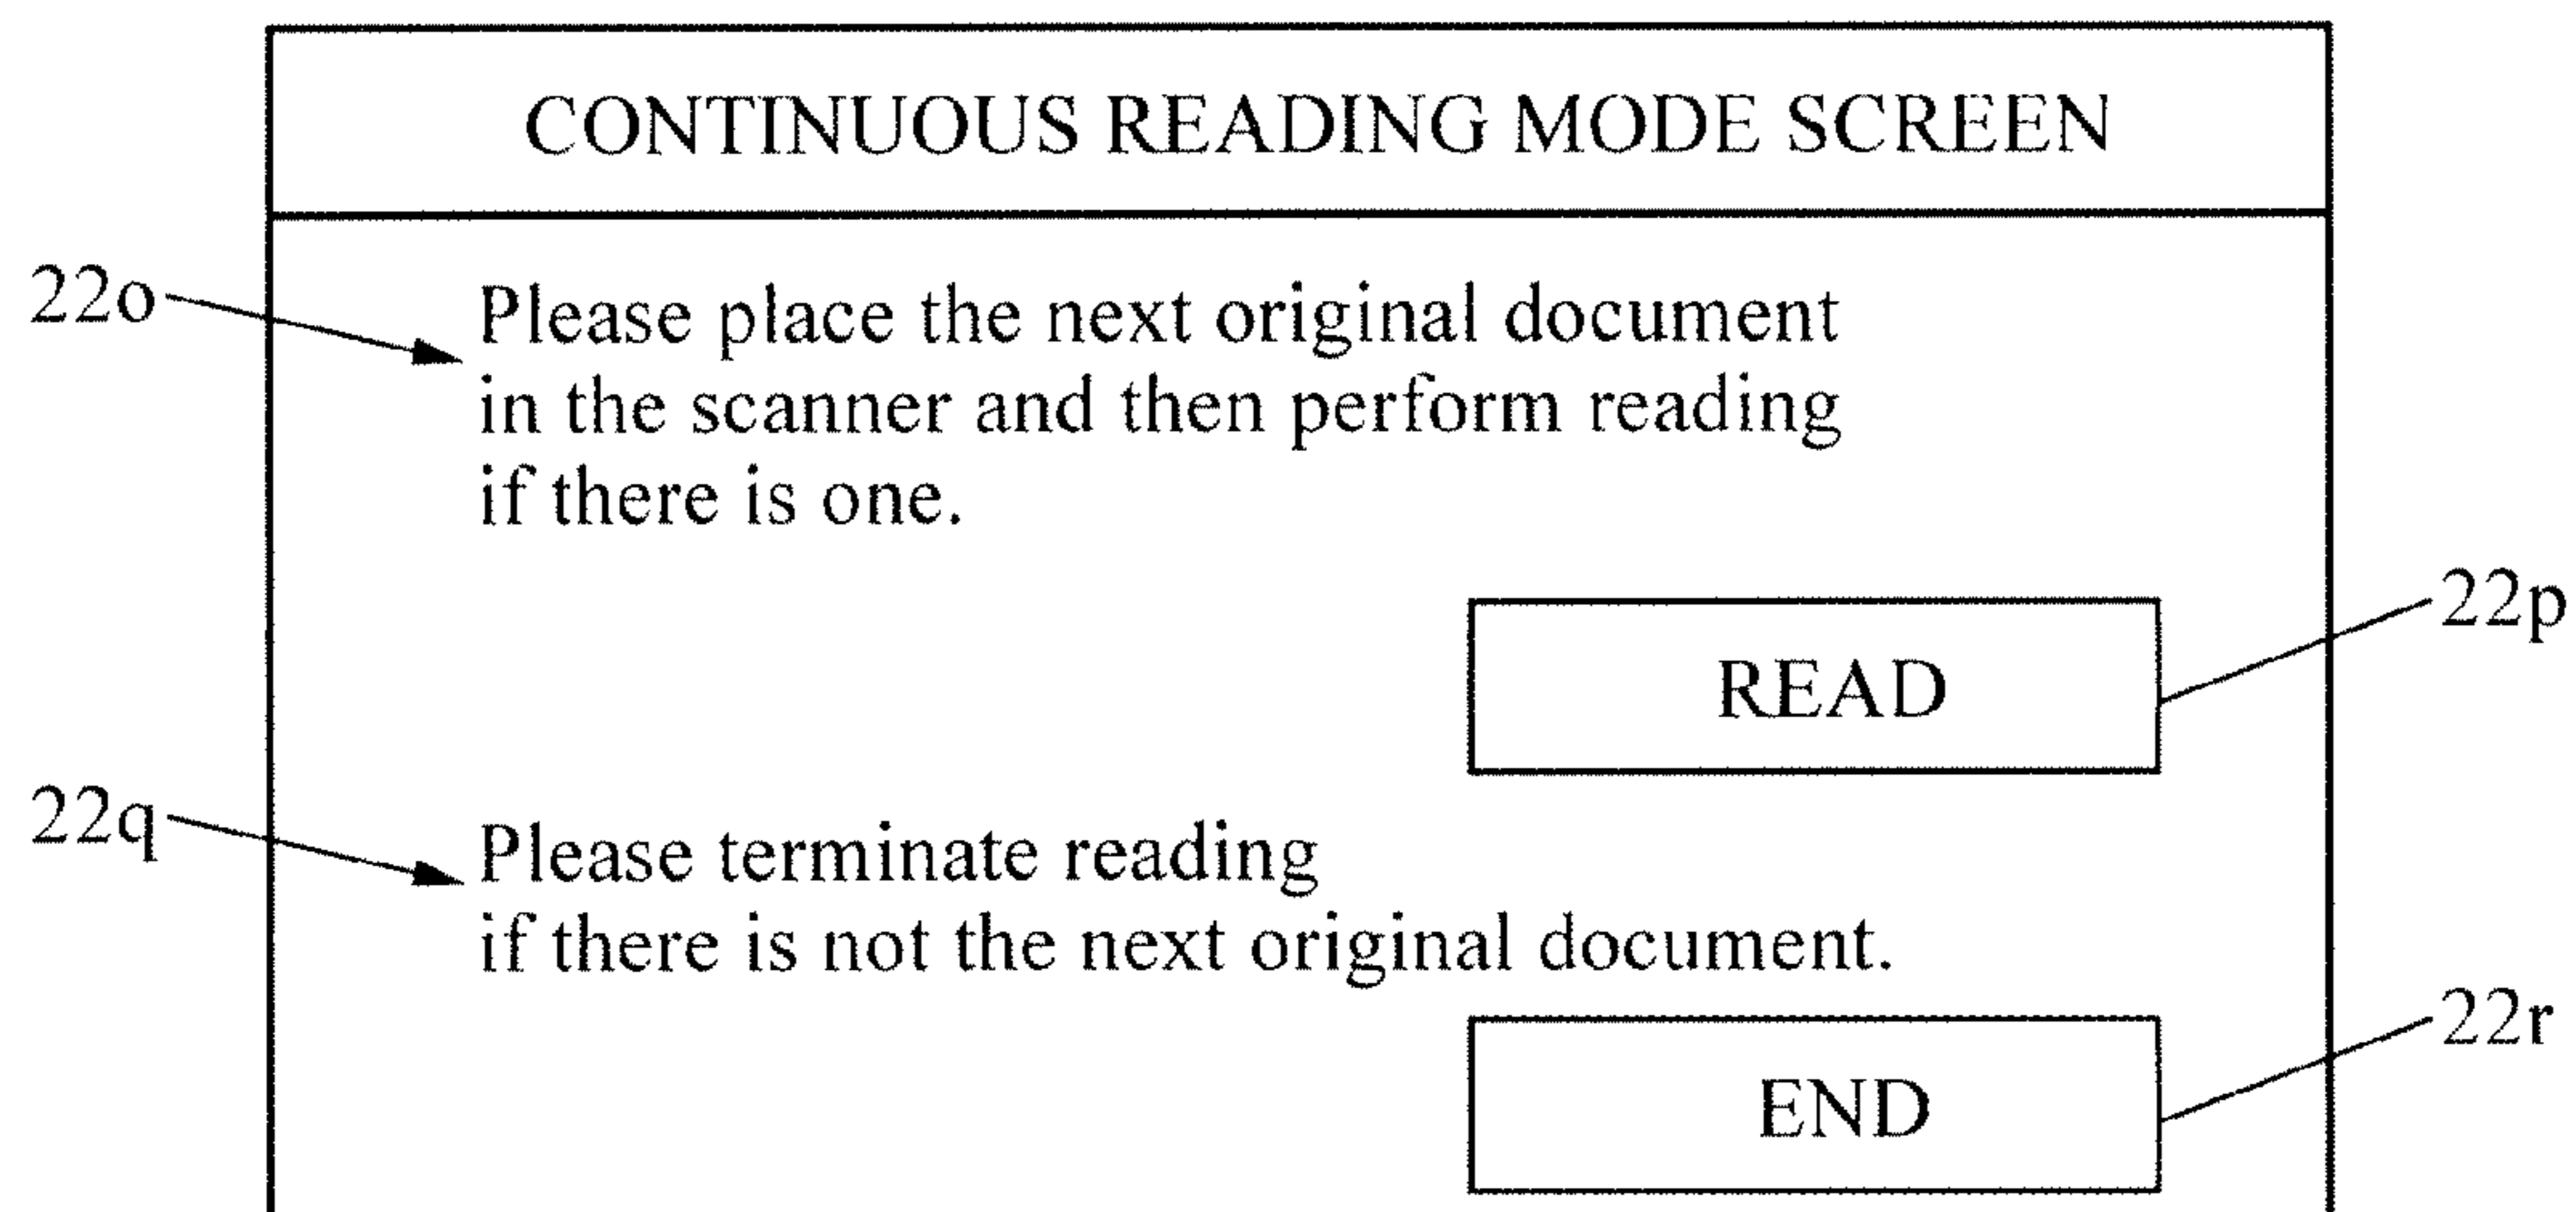 CONTINUOUS READING MODE SCREEN
22o
Please place the next original document
in the scanner and then perform reading
if there is one.
22p
READ
22q
Please terminate reading
if there is not the next original document.
22r
END